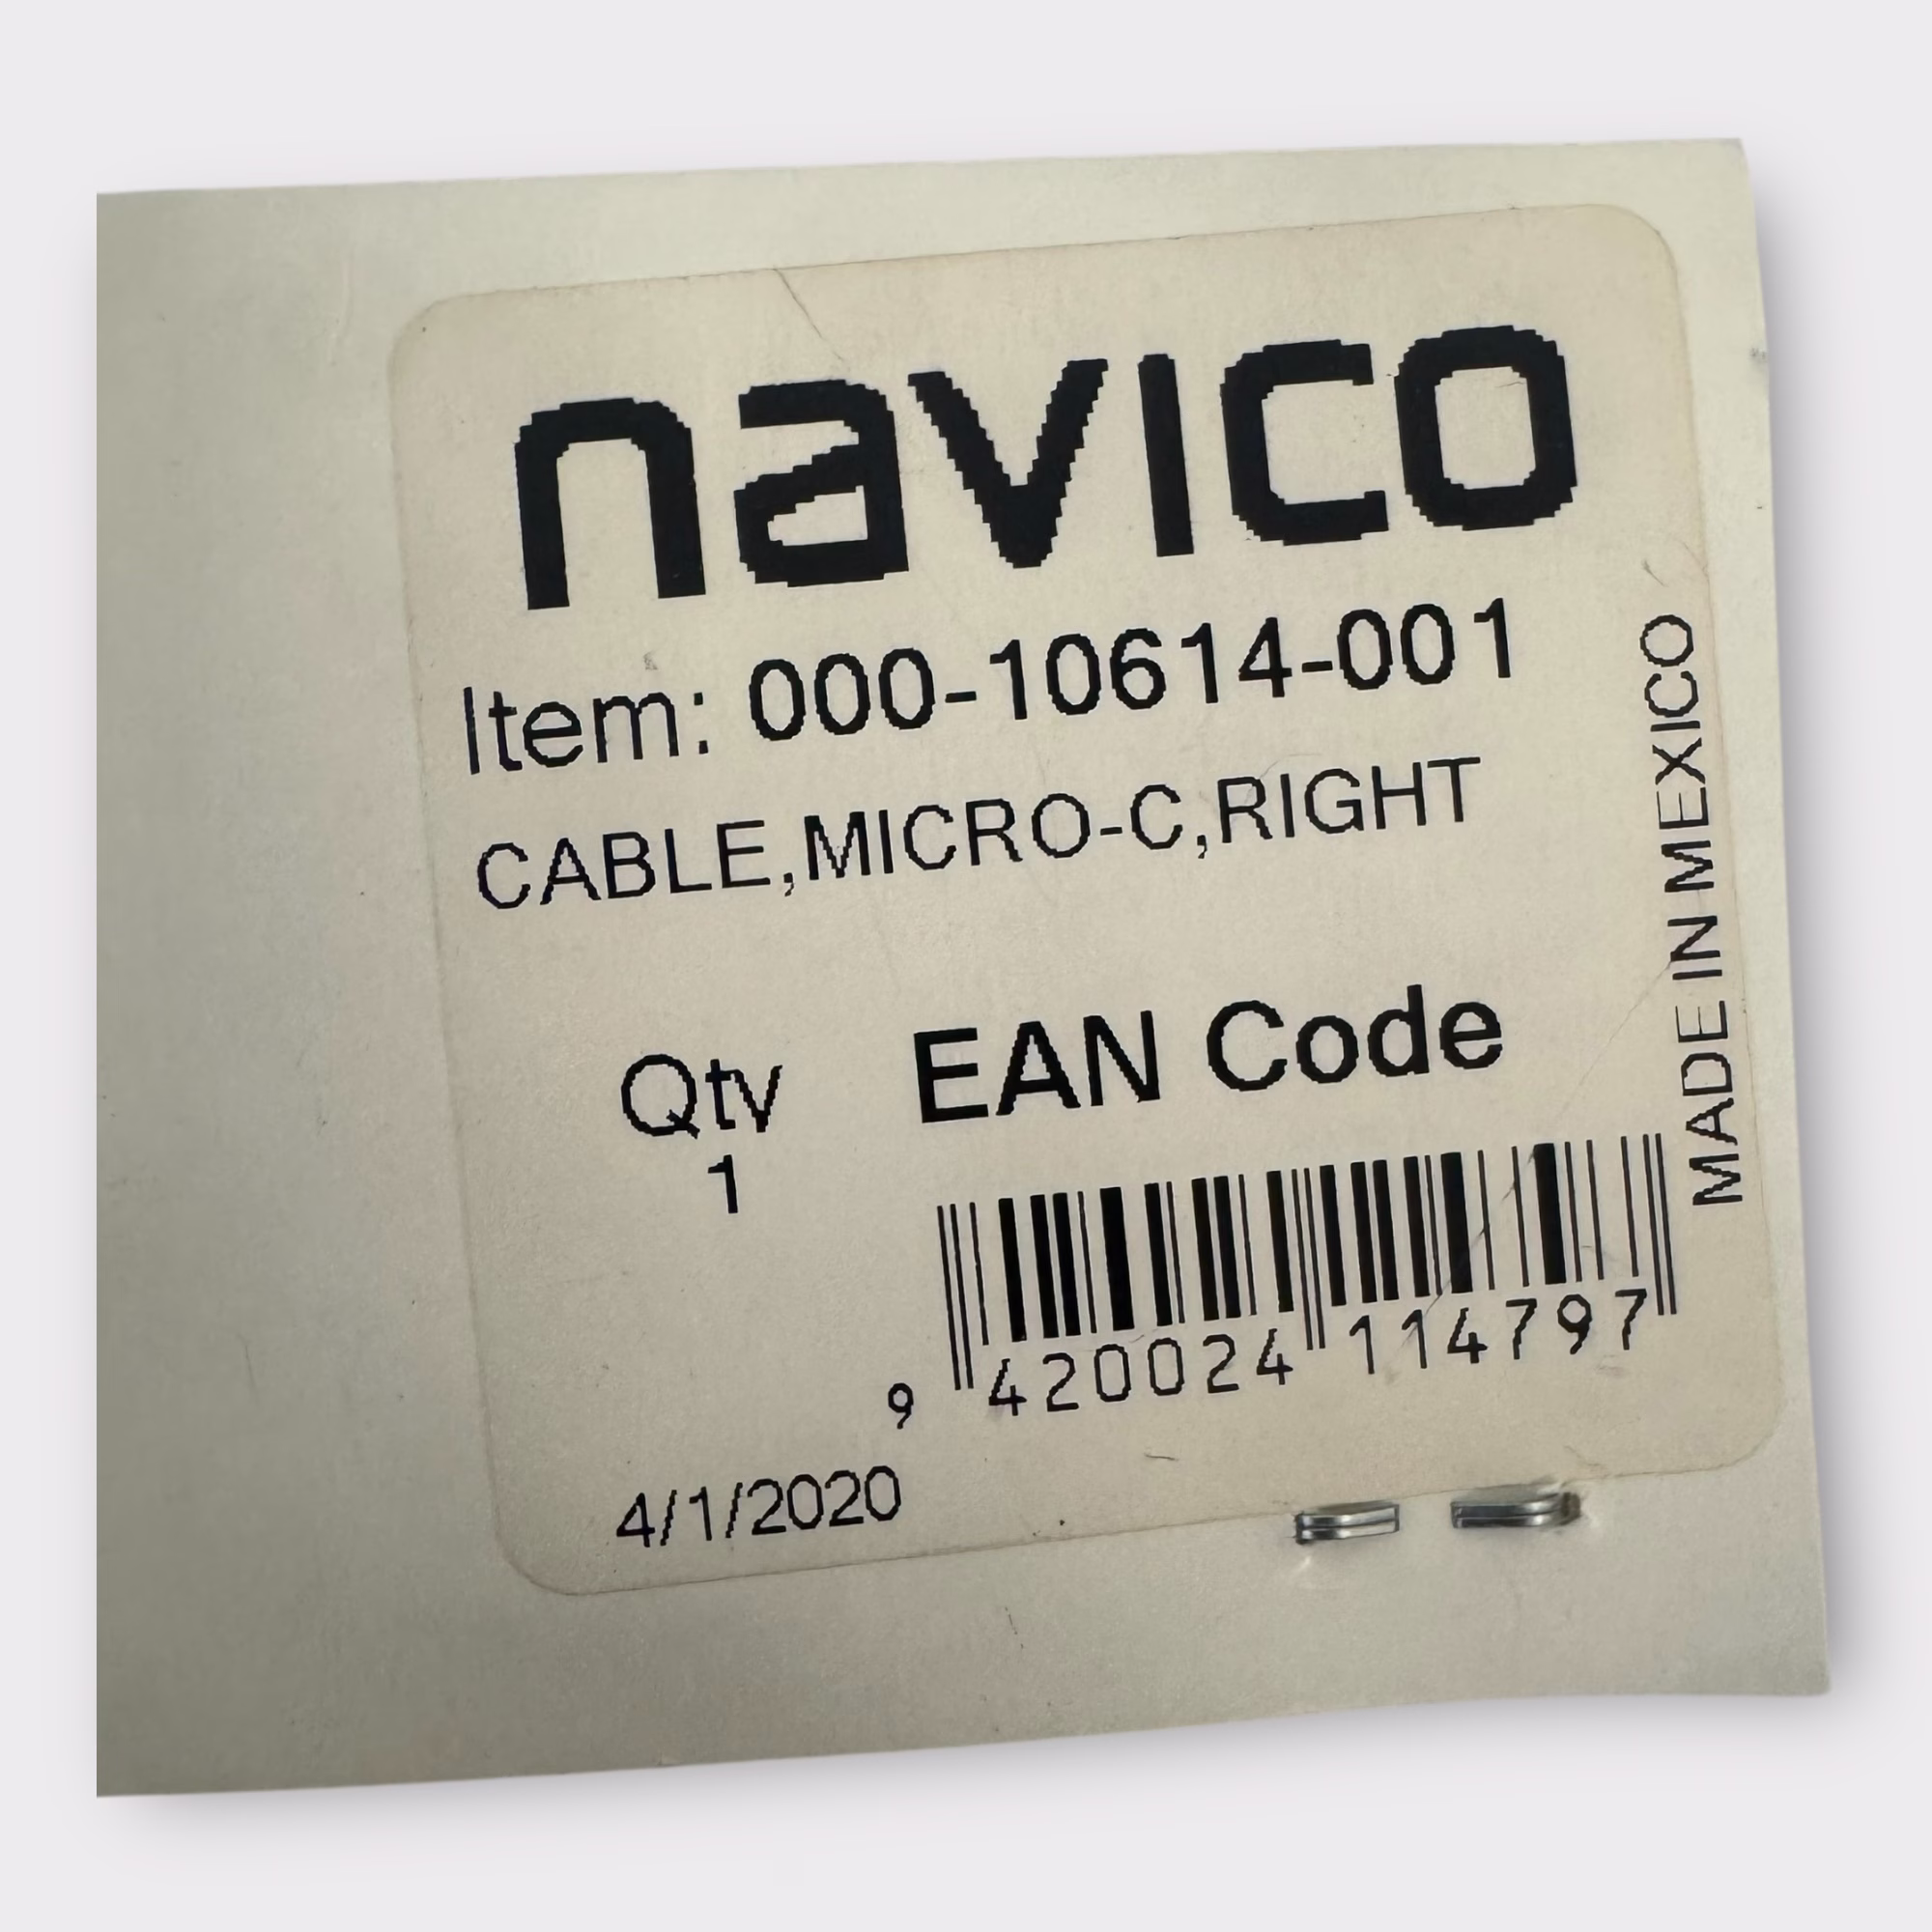 navico
Item: 000-10614-001
CABLE,MICRO-C,RIGHT
Qty
1
EAN Code
9 420024 114797
4/1/2020
MADE IN MEXICO